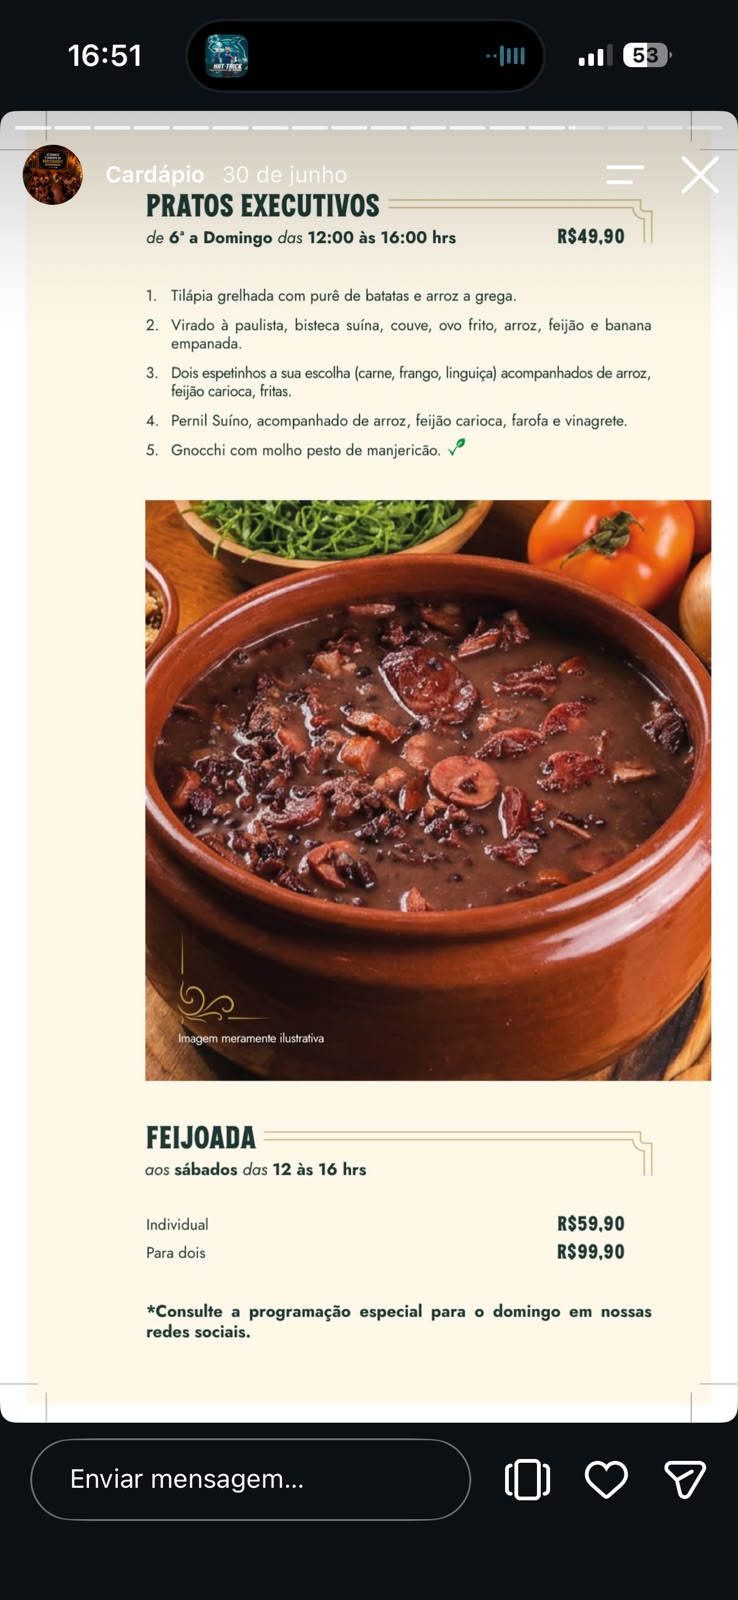 16:51
HAT-TRICK
53
Cardápio 30 de junho
PRATOS EXECUTIVOS
de 6ª a Domingo das 12:00 às 16:00 hrs R$49,90
1. Tilápia grelhada com purê de batatas e arroz a grega.
2. Virado à paulista, bisteca suína, couve, ovo frito, arroz, feijão e banana
empanada.
3. Dois espetinhos a sua escolha (carne, frango, linguiça) acompanhados de arroz,
feijão carioca, fritas.
4. Pernil Suíno, acompanhado de arroz, feijão carioca, farofa e vinagrete.
5. Gnocchi com molho pesto de manjericão.
Imagem meramente ilustrativa
FEIJOADA
aos sábados das 12 às 16 hrs
Individual R$59,90
Para dois R$99,90
*Consulte a programação especial para o domingo em nossas
redes sociais.
Enviar mensagem...